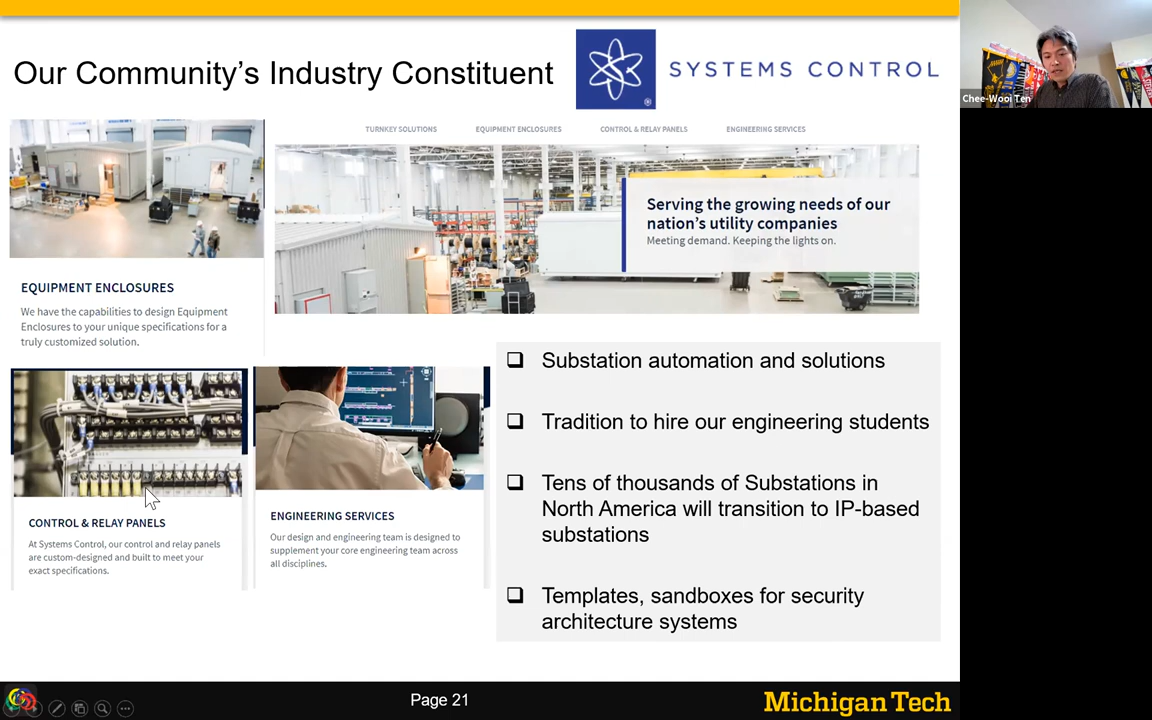 Our Community's Industry Constituent
SYSTEMS CONTROL
Chee-Wooi Ten
TURNKEY SOLUTIONS EQUIPMENT ENCLOSURES CONTROL & RELAY PANELS ENGINEERING SERVICES
Serving the growing needs of our
nation's utility companies
Meeting demand. Keeping the lights on.
EQUIPMENT ENCLOSURES
We have the capabilities to design Equipment
Enclosures to your unique specifications for a
truly customized solution.
CONTROL & RELAY PANELS
At Systems Control, our control and relay panels
are custom-designed and built to meet your
exact specifications.
ENGINEERING SERVICES
Our design and engineering team is designed to
supplement your core engineering team across
all disciplines.
Substation automation and solutions
Tradition to hire our engineering students
Tens of thousands of Substations in
North America will transition to IP-based
substations
Templates, sandboxes for security
architecture systems
Page 21
Michigan Tech